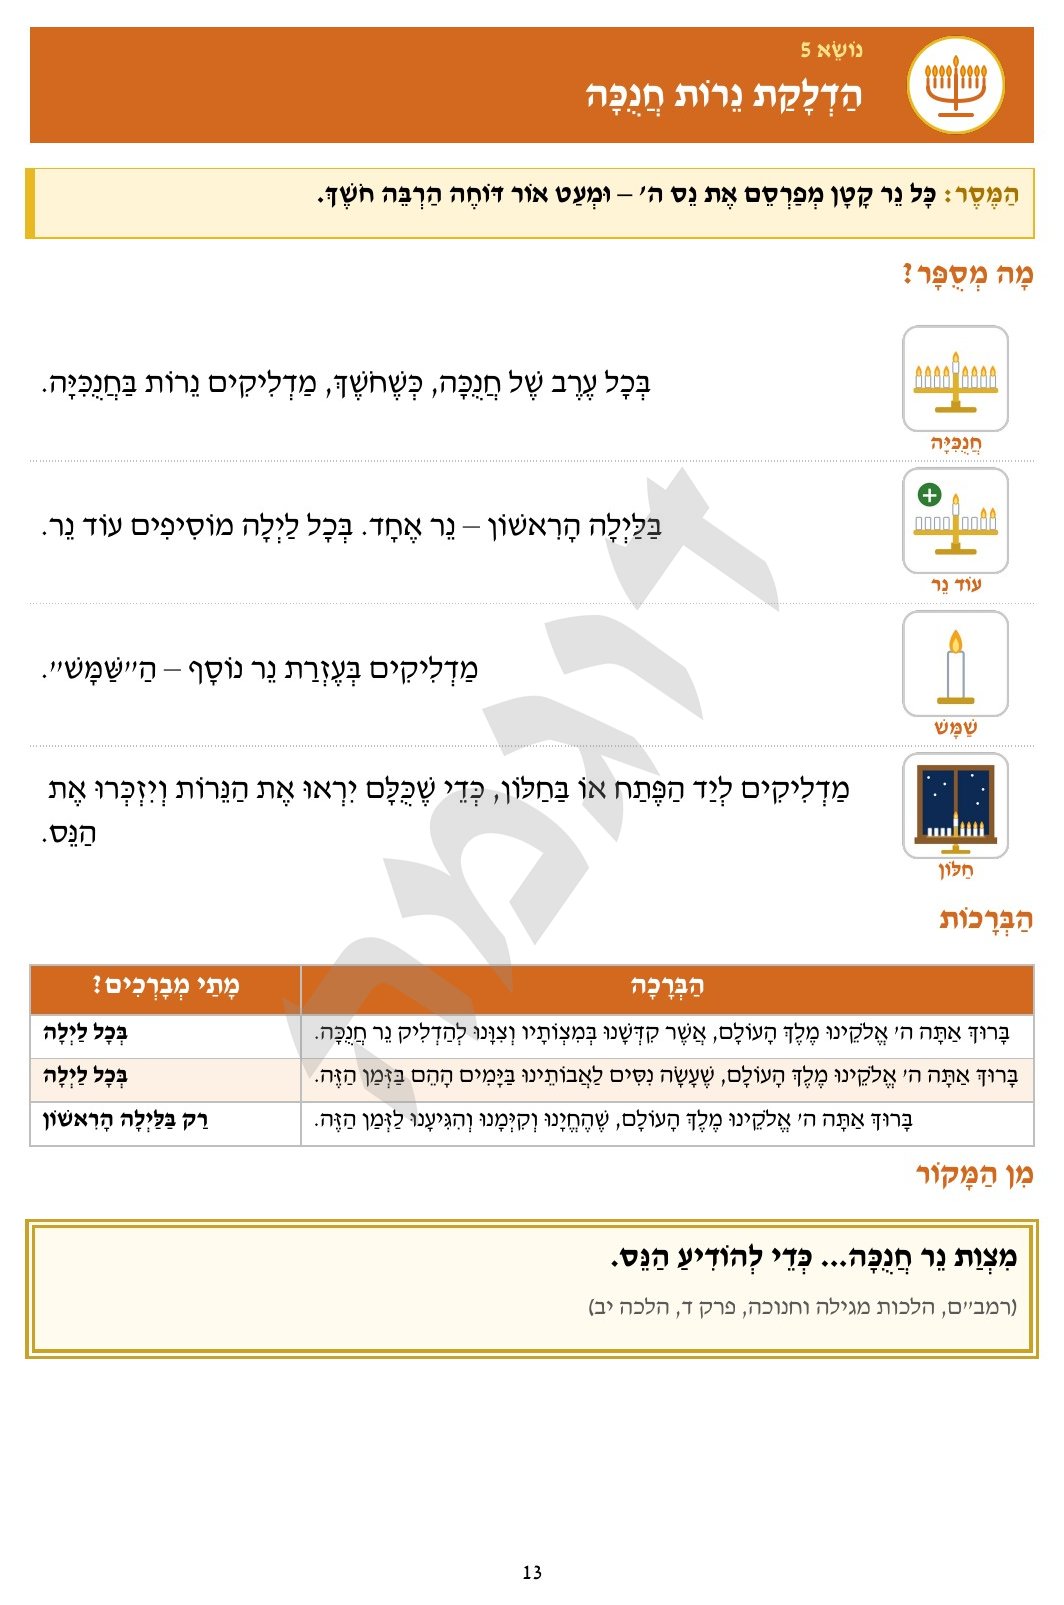 נוֹשֵׂא 5
הַדְלָקַת נֵרוֹת חֲנֻכָּה
הַמֶּסֶר: כָּל נֵר קָטָן מְפַרְסֵם אֶת נֵס ה' – וּמְעַט אוֹר דּוֹחֶה הַרְבֵּה חֹשֶׁךְ.
מָה מְסֻפָּר?
בְּכָל עֶרֶב שֶׁל חֲנֻכָּה, כְּשֶׁחֹשֶׁךְ, מַדְלִיקִים נֵרוֹת בַּחֲנֻכִּיָּה.
חֲנֻכִּיָּה
בַּלַּיְלָה הָרִאשׁוֹן – נֵר אֶחָד. בְּכָל לַיְלָה מוֹסִיפִים עוֹד נֵר.
עוֹד נֵר
מַדְלִיקִים בְּעֶזְרַת נֵר נוֹסָף – הַ"שַּׁמָּשׁ".
שַׁמָּשׁ
מַדְלִיקִים לְיַד הַפֶּתַח אוֹ בַּחַלּוֹן, כְּדֵי שֶׁכֻּלָּם יִרְאוּ אֶת הַנֵּרוֹת וְיִזְכְּרוּ אֶת
הַנֵּס.
חַלּוֹן
הַבְּרָכוֹת
הַבְּרָכָה מָתַי מְבָרְכִים?
בָּרוּךְ אַתָּה ה' אֱלֹקֵינוּ מֶלֶךְ הָעוֹלָם, אֲשֶׁר קִדְּשָׁנוּ בְּמִצְוֹתָיו וְצִוָּנוּ לְהַדְלִיק נֵר חֲנֻכָּה. בְּכָל לַיְלָה
בָּרוּךְ אַתָּה ה' אֱלֹקֵינוּ מֶלֶךְ הָעוֹלָם, שֶׁעָשָׂה נִסִּים לַאֲבוֹתֵינוּ בַּיָּמִים הָהֵם בַּזְּמַן הַזֶּה. בְּכָל לַיְלָה
בָּרוּךְ אַתָּה ה' אֱלֹקֵינוּ מֶלֶךְ הָעוֹלָם, שֶׁהֶחֱיָנוּ וְקִיְּמָנוּ וְהִגִּיעָנוּ לַזְּמַן הַזֶּה. רַק בַּלַּיְלָה הָרִאשׁוֹן
מִן הַמָּקוֹר
מִצְוַת נֵר חֲנֻכָּה... כְּדֵי לְהוֹדִיעַ הַנֵּס.
(רמב"ם, הלכות מגילה וחנוכה, פרק ד, הלכה יב)
דוגמה
13